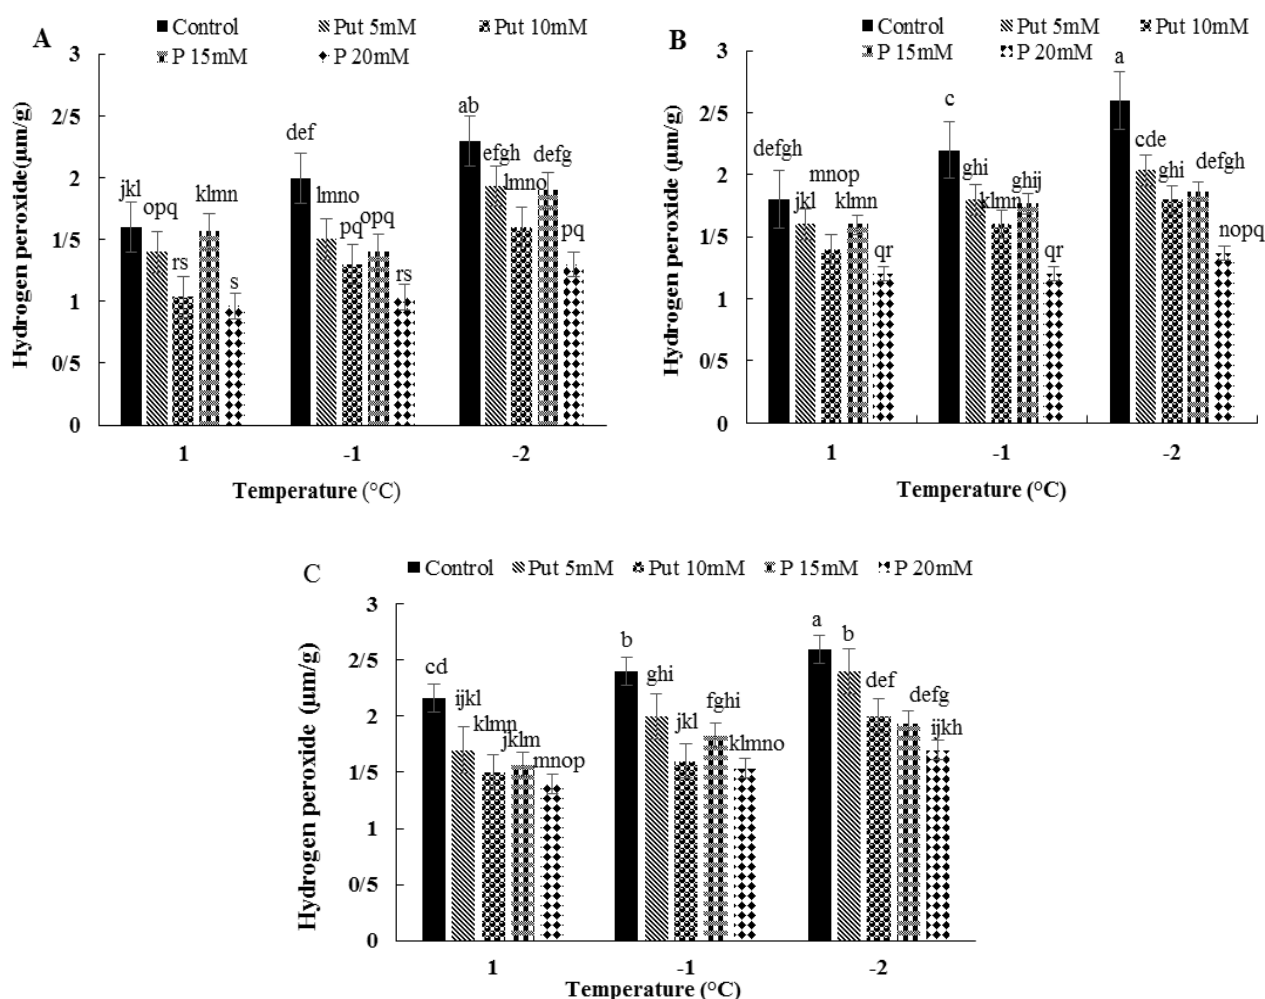 A
Control Put 5mM Put 10mM
P 15mM P 20mM
Hydrogen peroxide(µm/g)
3
2/5
2
1/5
1
0/5
0
jkl opq rs klmn s
def lmno pq opq rs
ab efgh lmno defg pq
1 -1 -2
Temperature (°C)
B
Control Put 5mM Put 10mM
P 15mM P 20mM
Hydrogen peroxide (µm/g)
3
2/5
2
1/5
1
0/5
0
defgh jkl mnop klmn qr
c ghi klmn ghij qr
a cde ghi defgh nopq
1 -1 -2
Temperature (°C)
C
Control Put 5mM Put 10mM P 15mM P 20mM
Hydrogen peroxide (µm/g)
3
2/5
2
1/5
1
0/5
0
cd ijkl klmn jklm mnop
b ghi jkl fghi klmno
a b def defg ijkh
1 -1 -2
Temperature (°C)